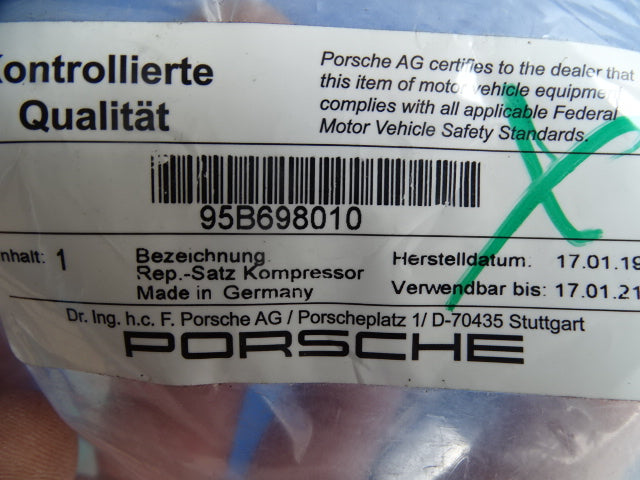 Kontrollierte
Qualität
Porsche AG certifies to the dealer that
this item of motor vehicle equipme
complies with all applicable Federal
Motor Vehicle Safety Standards.
95B698010
nhalt: 1
Bezeichnung
Rep.-Satz Kompressor
Made in Germany
Herstelldatum: 17.01.19
Verwendbar bis: 17.01.21
Dr. Ing. h.c. F. Porsche AG / Porscheplatz 1/ D-70435 Stuttgart
PORSCHE